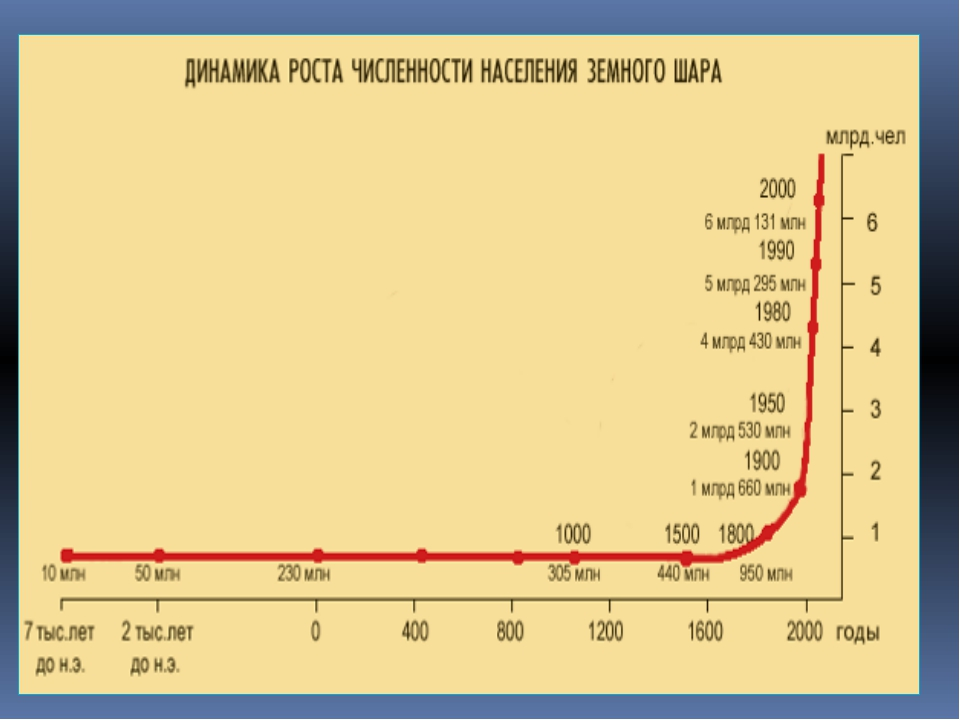 ДИНАМИКА РОСТА ЧИСЛЕННОСТИ НАСЕЛЕНИЯ ЗЕМНОГО ШАРА
млрд.чел
2000
6 млрд 131 млн
6
1990
5 млрд 295 млн
5
1980
4 млрд 430 млн
4
1950
3
2 млрд 530 млн
1900
2
1 млрд 660 млн
1000 1500 1800
1
10 млн 50 млн 230 млн 305 млн 440 млн 950 млн
7 тыс.лет 2 тыс.лет 0 400 800 1200 1600 2000 годы
до н.э. до н.э.